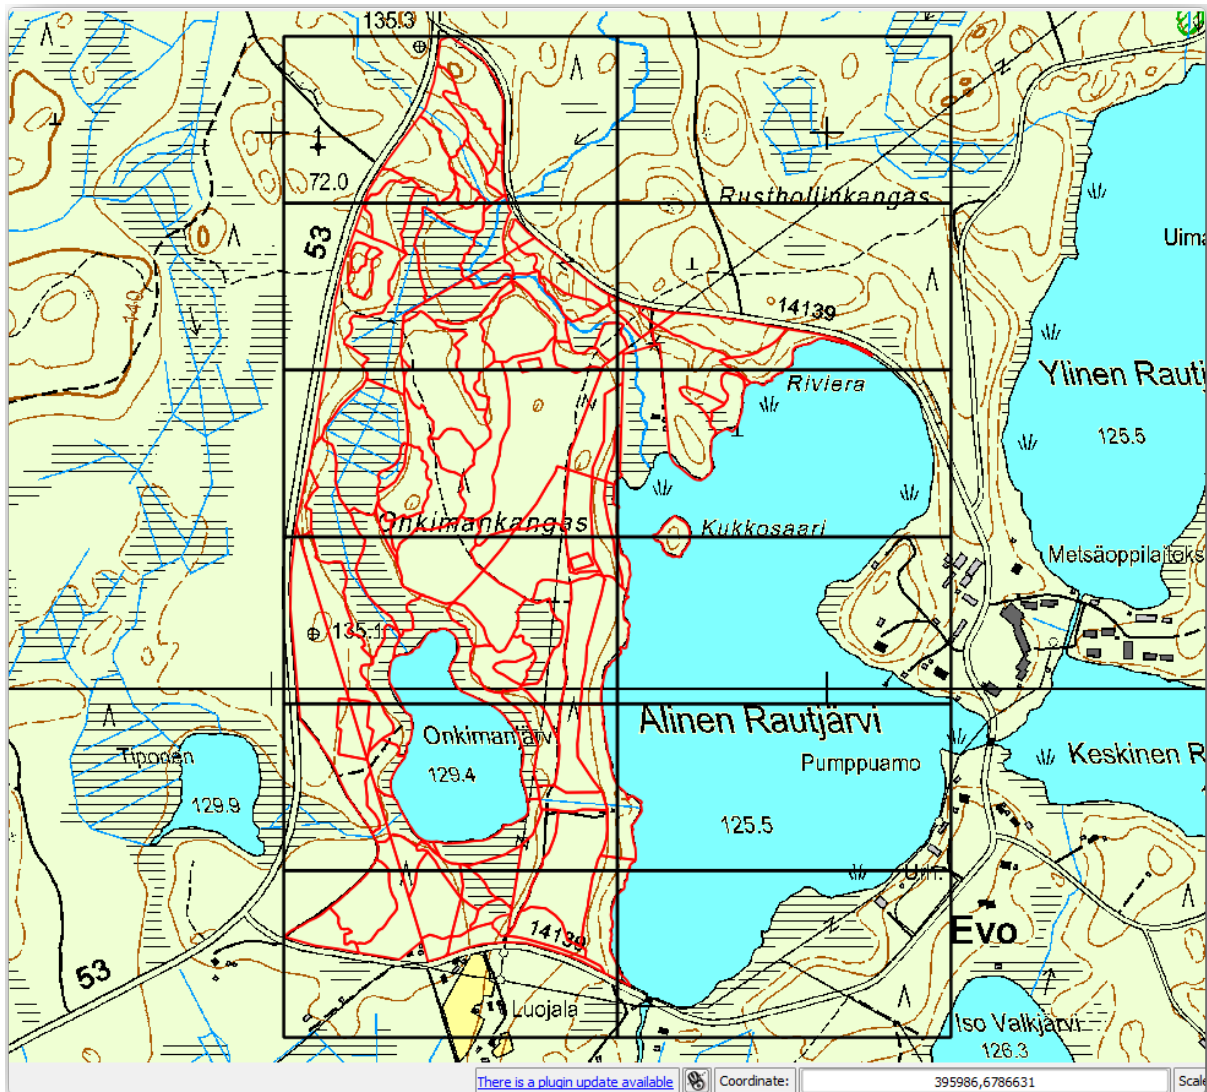 135.3
72.0
Rusthollinkangas
53
Uima
140
14139
Riviera
Ylinen Rautj
125.5
Onkimankangas
Kukkosaari
Metsäoppilaitoks
135.1
Alinen Rautjärvi
Onkimanjärvi
Tiponen
Pumppuamo
Keskinen R
129.4
129.9
125.5
14139
Evo
53
Luojala
Iso Valkjärvi
126.3
There is a plugin update available
Coordinate:
395986,6786631
Scale